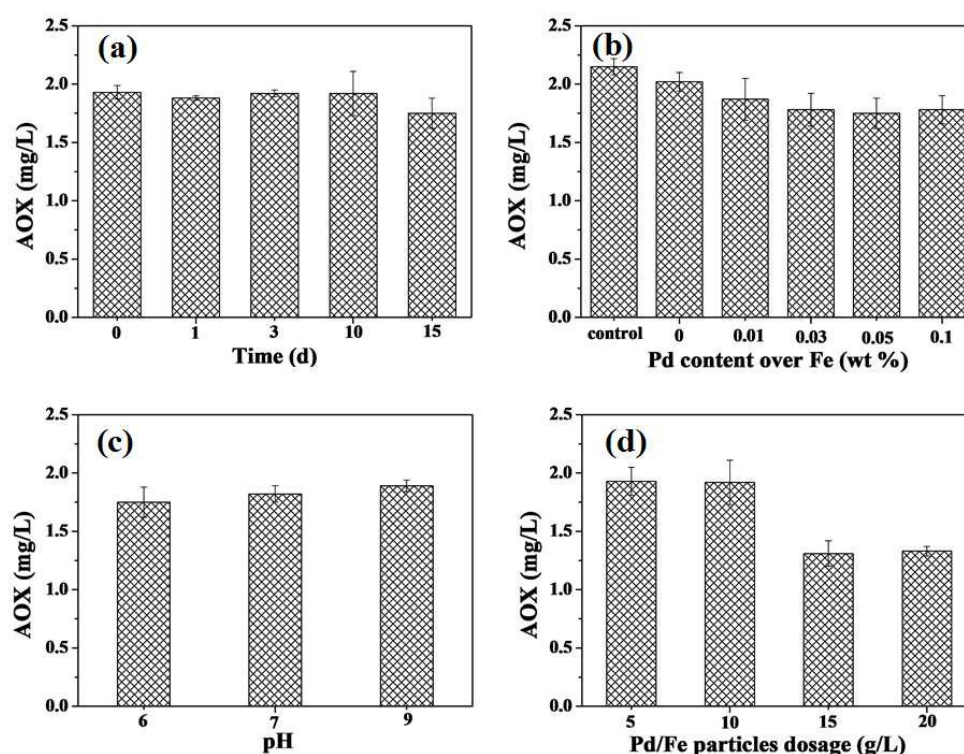 (a)
AOX (mg/L)
2.5
2.0
1.5
1.0
0.5
0.0
0 1 3 10 15
Time (d)
(b)
AOX (mg/L)
2.5
2.0
1.5
1.0
0.5
0.0
control 0 0.01 0.03 0.05 0.1
Pd content over Fe (wt %)
(c)
AOX (mg/L)
2.5
2.0
1.5
1.0
0.5
0.0
6 7 9
pH
(d)
AOX (mg/L)
2.5
2.0
1.5
1.0
0.5
0.0
5 10 15 20
Pd/Fe particles dosage (g/L)